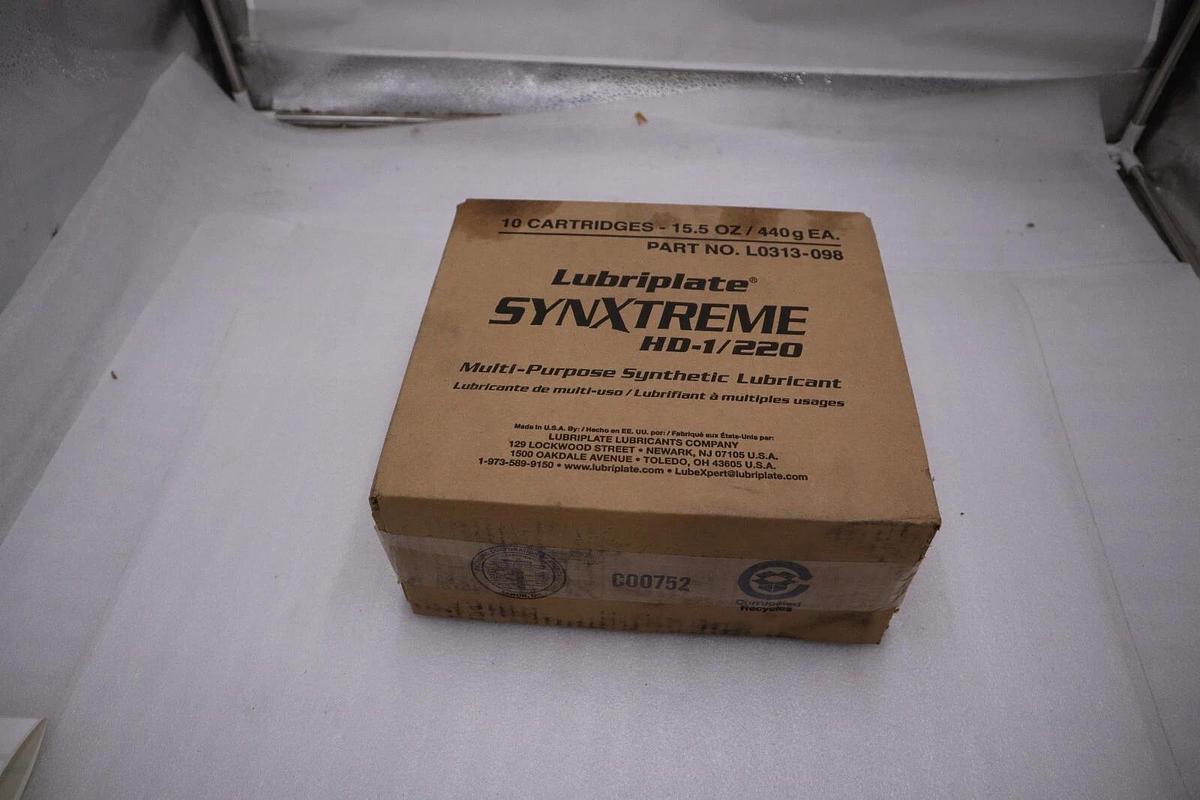 10 CARTRIDGES - 15.5 OZ / 440 g EA.
PART NO. L0313-098
Lubriplate®
SYNXTREME
HD-1/220
Multi-Purpose Synthetic Lubricant
Lubricante de multi-uso / Lubrifiant à multiples usages
Made in U.S.A. By: / Hecho en EE. UU. por: / Fabriqué aux États-Unis par:
LUBRIPLATE LUBRICANTS COMPANY
129 LOCKWOOD STREET • NEWARK, NJ 07105 U.S.A.
1500 OAKDALE AVENUE • TOLEDO, OH 43605 U.S.A.
1-973-589-9150 • www.lubriplate.com • LubeXpert@lubriplate.com
C00752
Corrugated
Recycles